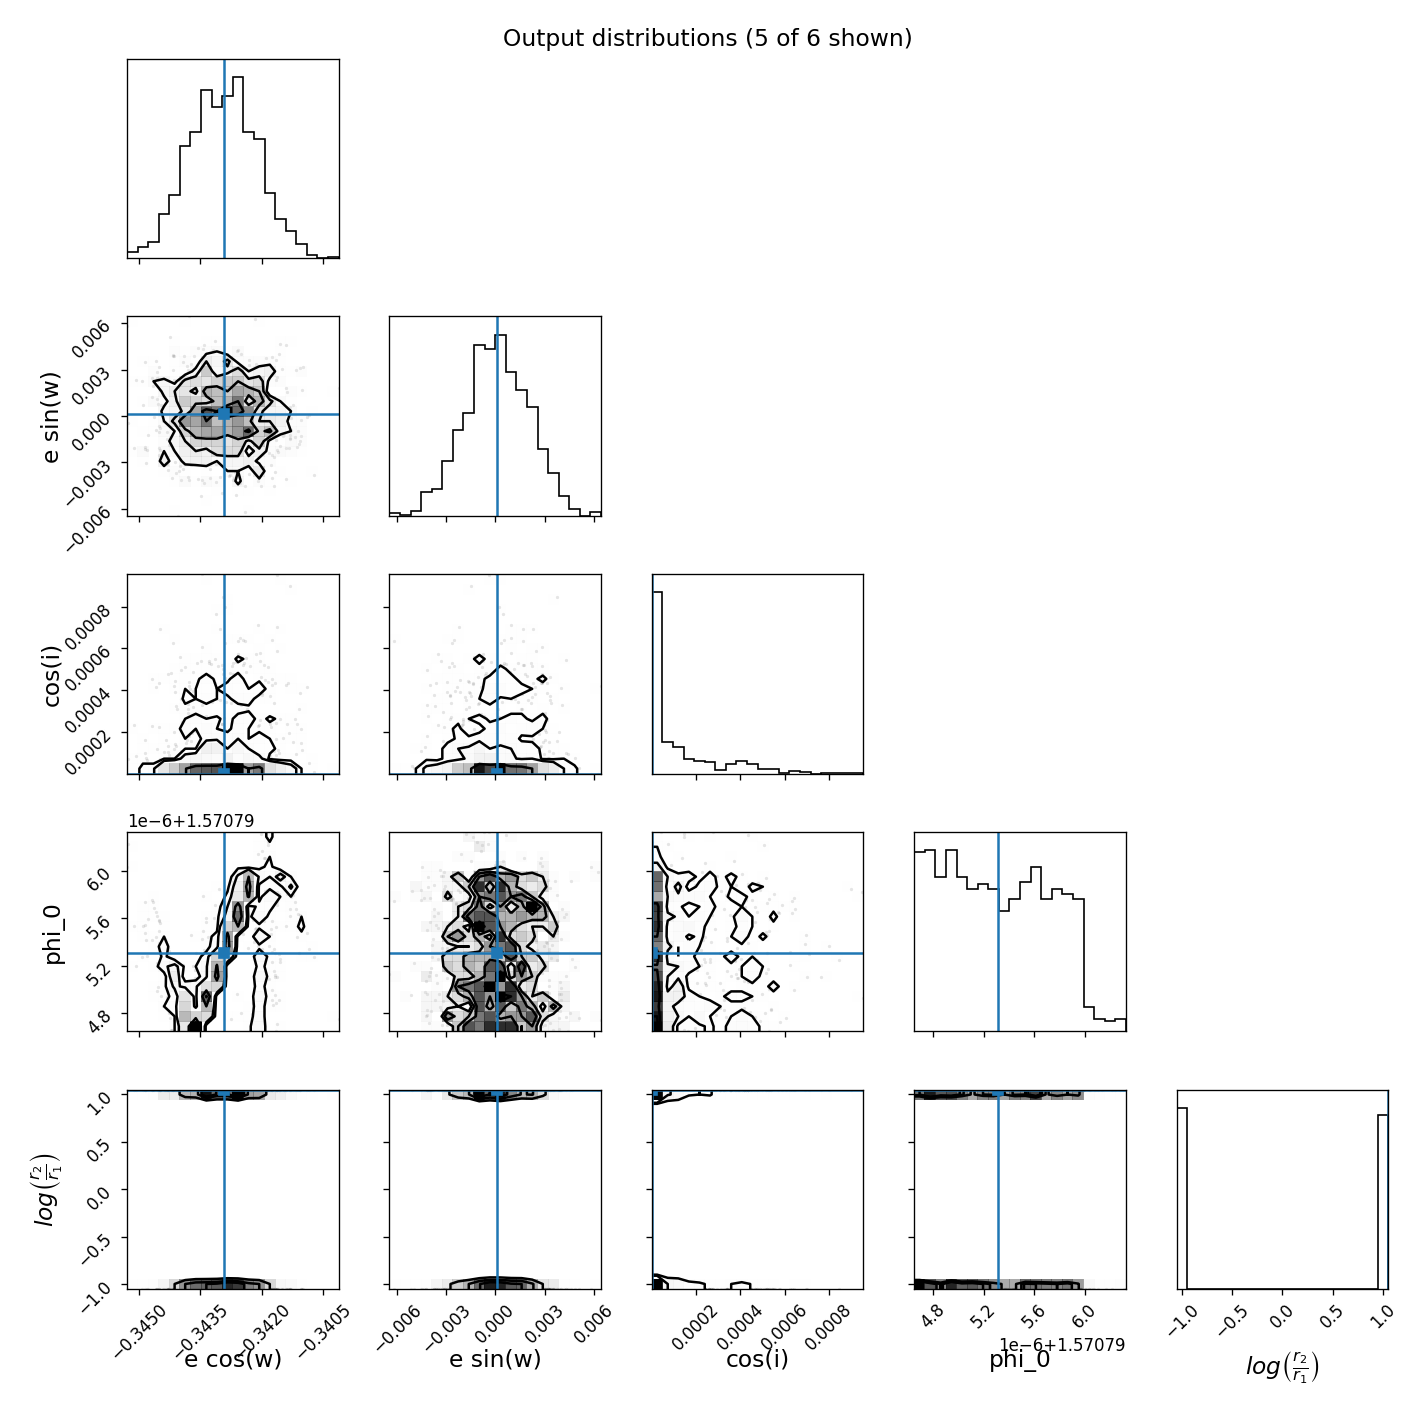 Output distributions (5 of 6 shown)
e sin(w)
0.006
0.003
0.000
−0.003
−0.006
cos(i)
0.0008
0.0006
0.0004
0.0002
1e−6+1.57079
phi_0
6.0
5.6
5.2
4.8
log(r₂/r₁)
1.0
0.5
0.0
−0.5
−1.0
−0.3450 −0.3435 −0.3420 −0.3405
e cos(w)
−0.006 −0.003 0.000 0.003 0.006
e sin(w)
0.0002 0.0004 0.0006 0.0008
cos(i)
4.8 5.2 5.6 6.0
1e−6+1.57079
phi_0
−1.0 −0.5 0.0 0.5 1.0
log(r₂/r₁)